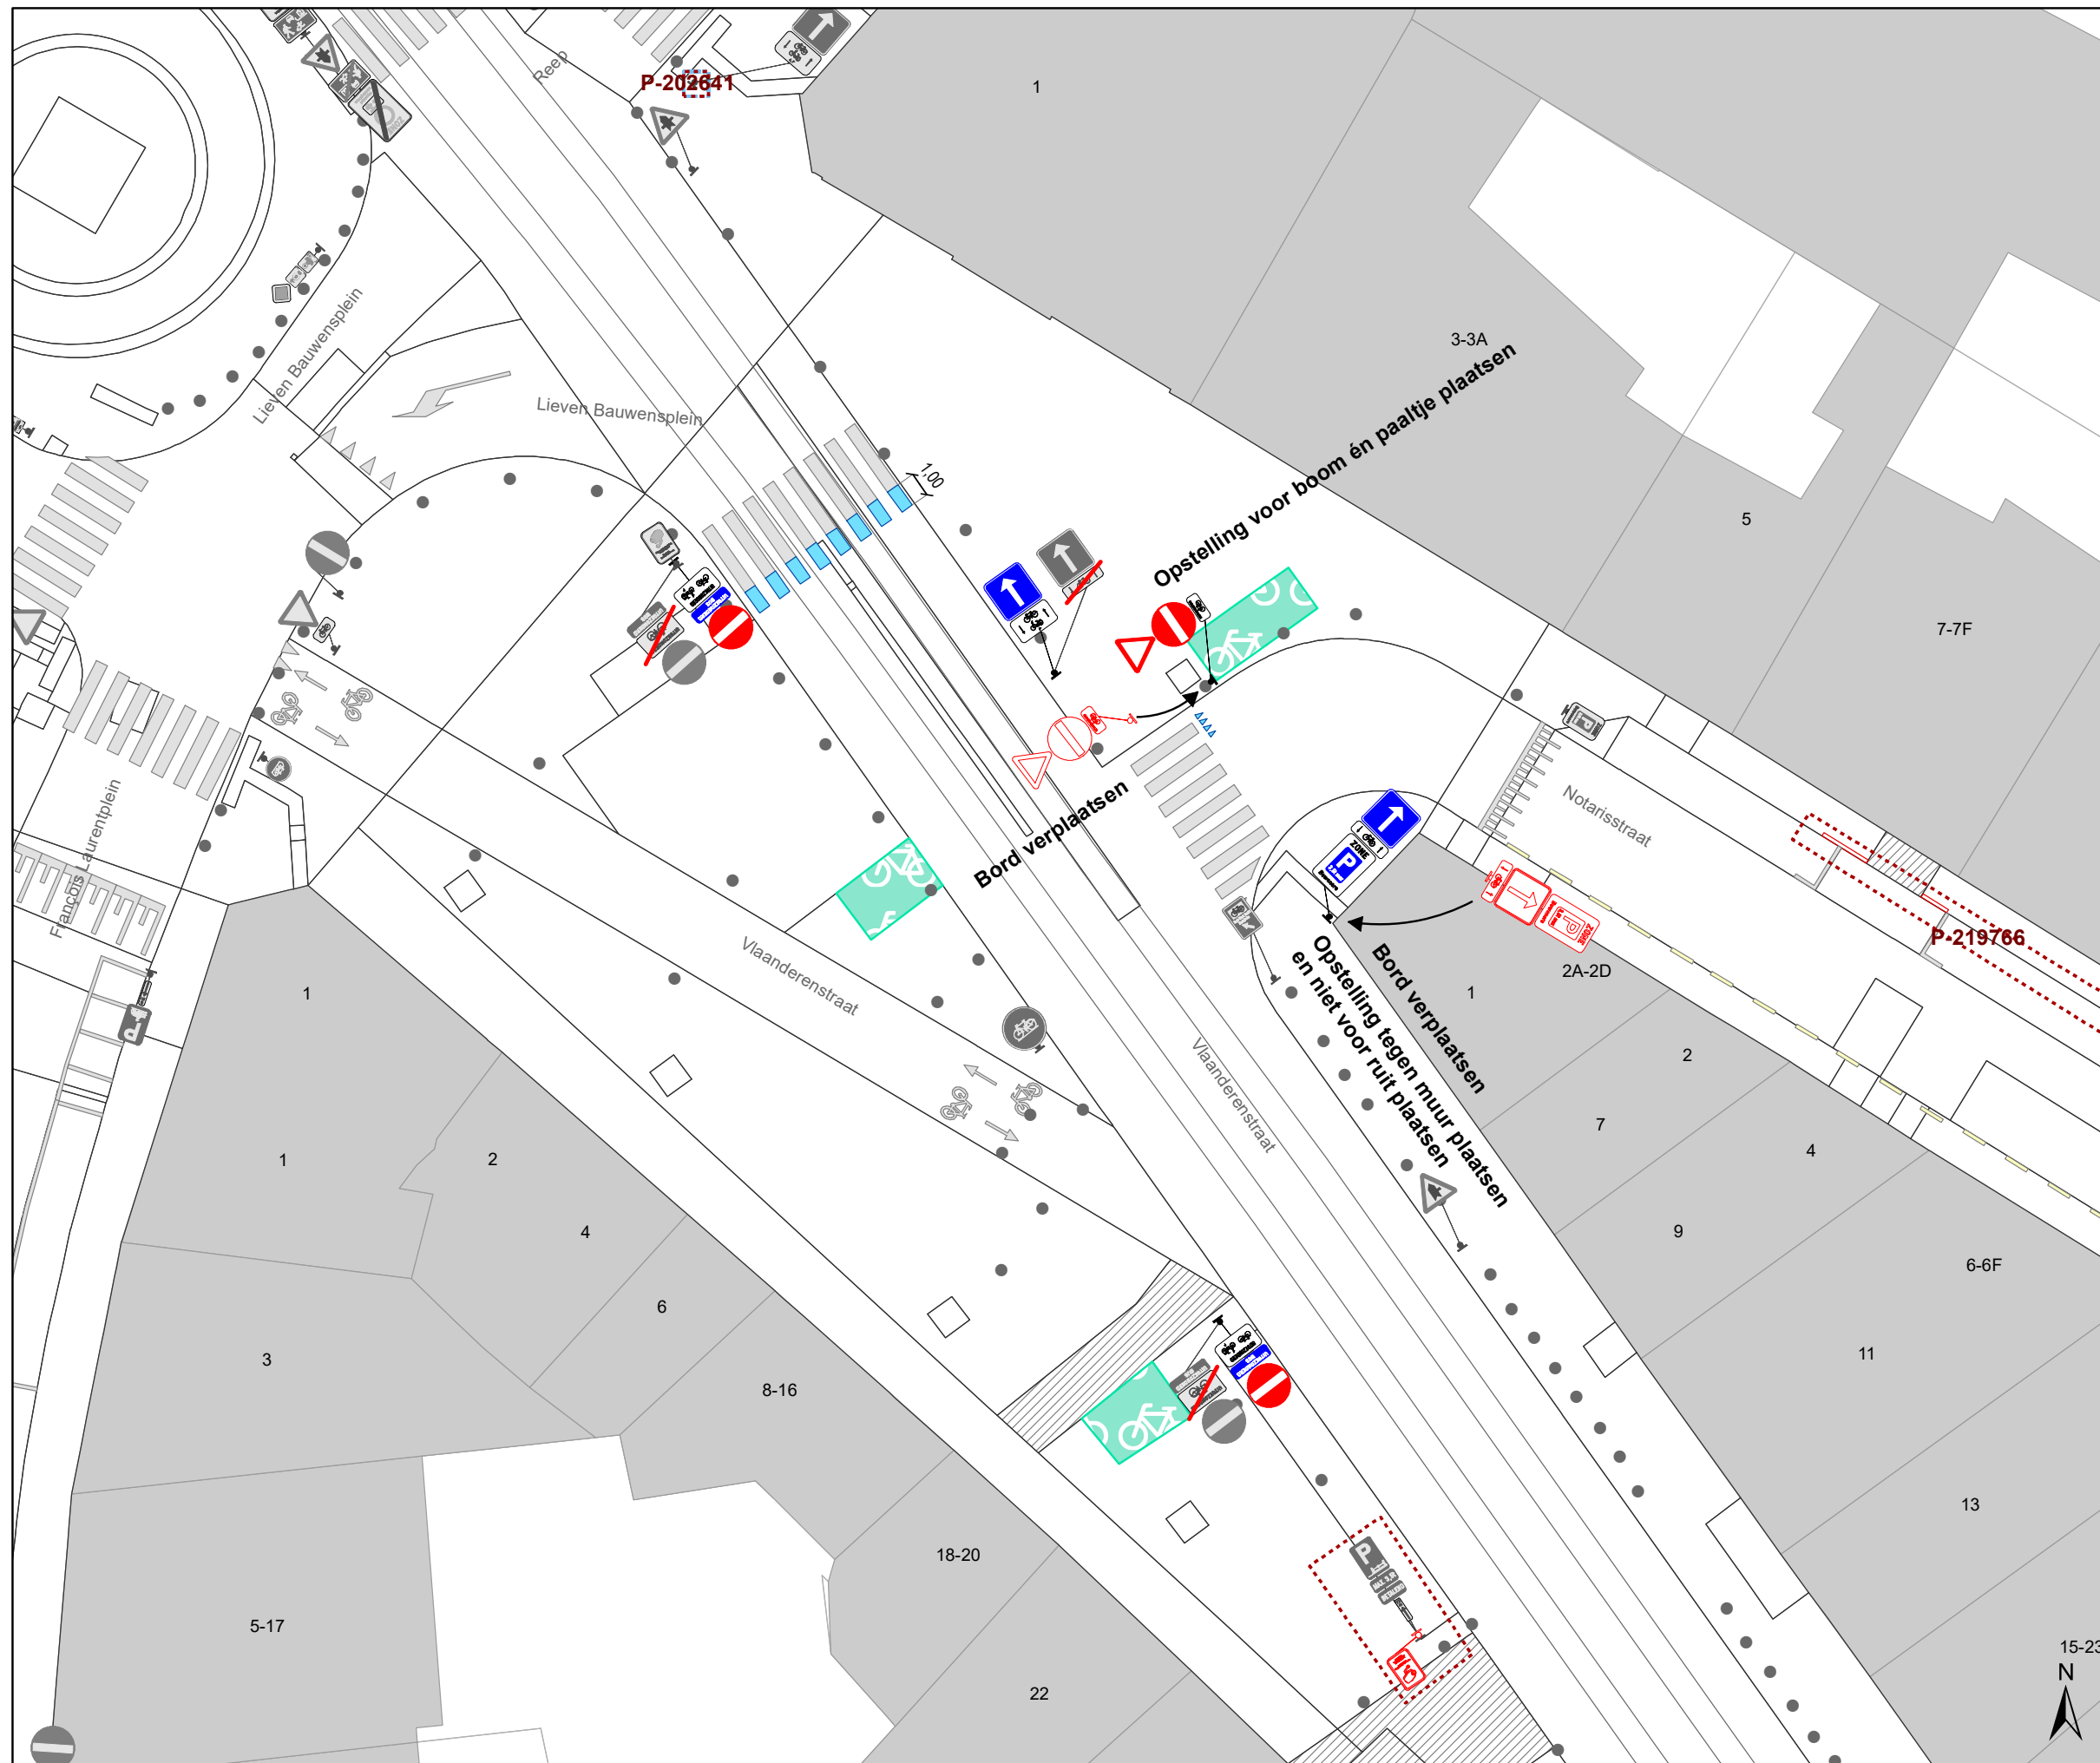 Reep
P-202641
1
3-3A
5
7-7F
Lieven Bauwensplein
Lieven Bauwensplein
1,00
Opstelling voor boom én paaltje plaatsen
Bord verplaatsen
Notarisstraat
François Laurentplein
ZONE
P
ZONE
P
P-219766
2A-2D
Bord verplaatsen
Opstelling tegen muur plaatsen
en niet voor ruit plaatsen
1
2
7
4
9
6-6F
11
13
15-23
Vlaanderenstraat
Vlaanderenstraat
1
1
2
4
3
6
8-16
18-20
5-17
22
P
N